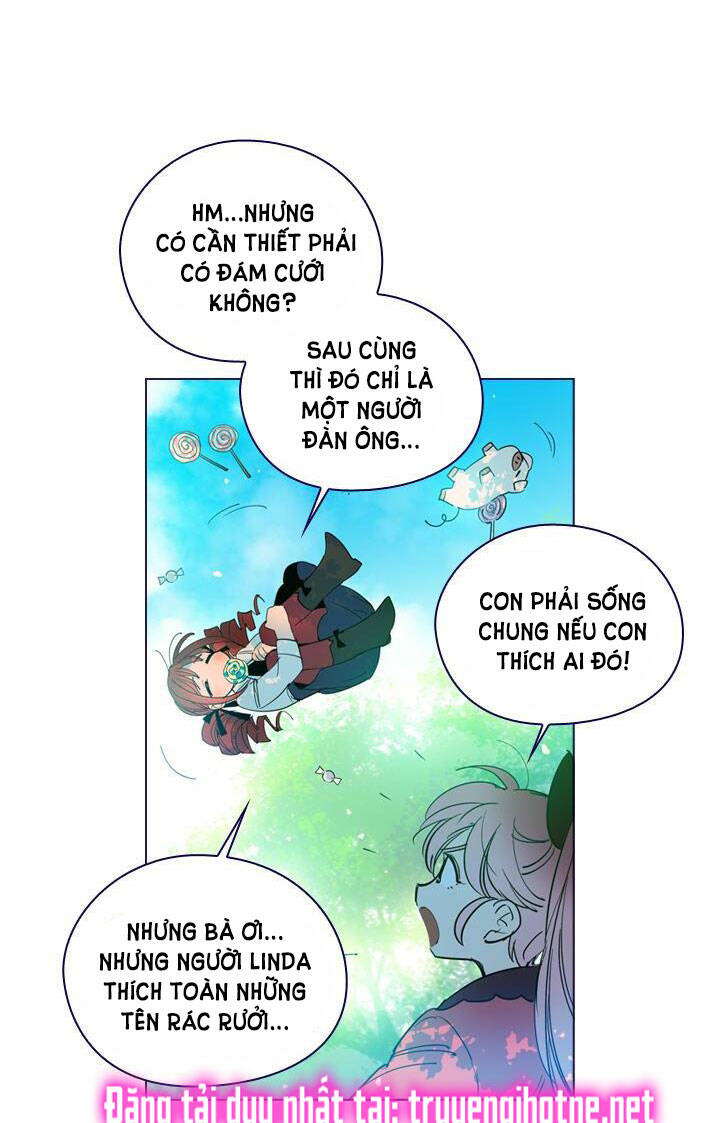 HM...NHƯNG
CÓ CẦN THIẾT PHẢI
CÓ ĐÁM CƯỚI
KHÔNG?
SAU CÙNG
THÌ ĐÓ CHỈ LÀ
MỘT NGƯỜI
ĐÀN ÔNG...
CON PHẢI SỐNG
CHUNG NẾU CON
THÍCH AI ĐÓ!
NHƯNG BÀ ƠI...
NHƯNG NGƯỜI LINDA
THÍCH TOÀN NHỮNG
TÊN RÁC RƯỞI...
Đăng tải duy nhất tại: truyengihotne.net